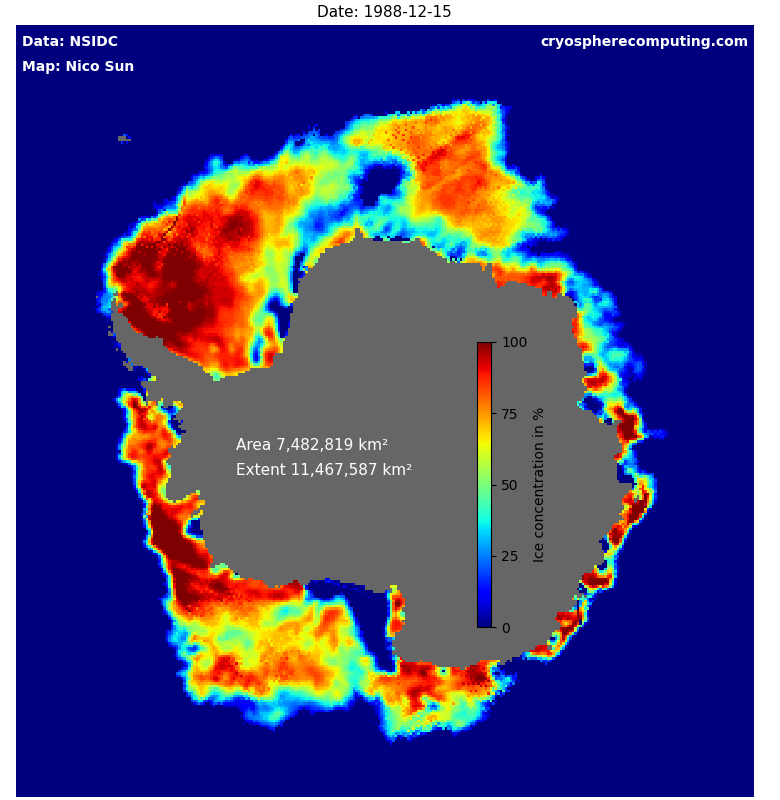 Date: 1988-12-15
Data: NSIDC
cryospherecomputing.com
Map: Nico Sun
100
75
50
25
0
Ice concentration in %
Area 7,482,819 km²
Extent 11,467,587 km²